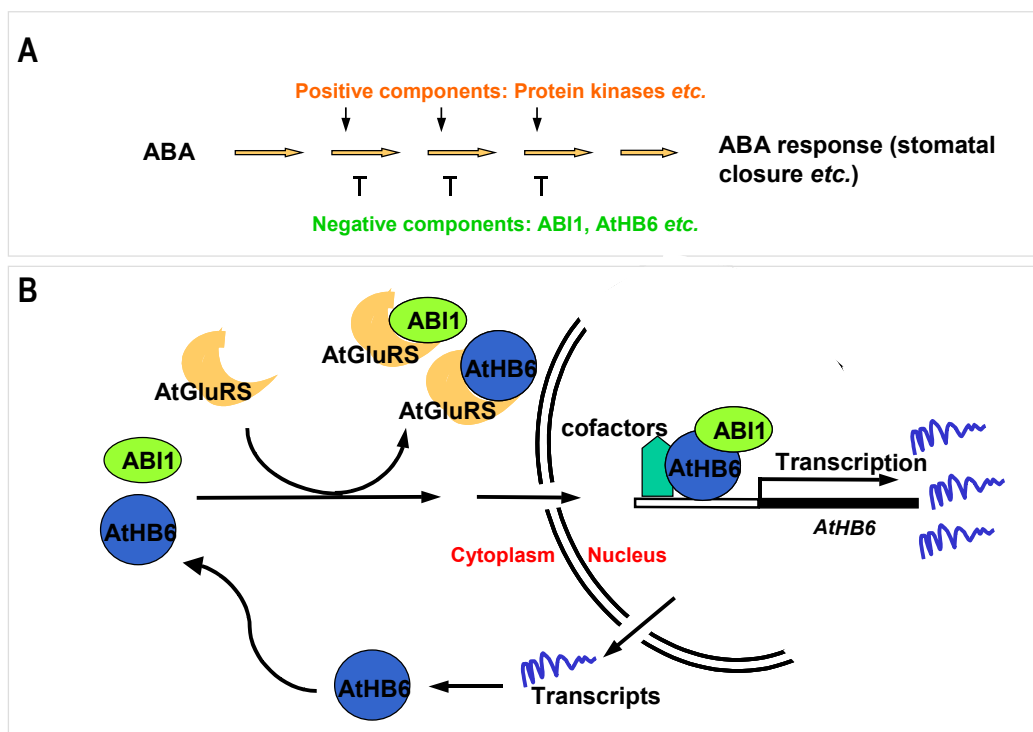 A
Positive components: Protein kinases etc.
ABA
ABA response (stomatal
closure etc.)
Negative components: ABI1, AtHB6 etc.
B
ABI1
AtGluRS
AtHB6
AtGluRS
AtGluRS
ABI1
cofactors
AtHB6
Transcription
ABI1
AtHB6
AtHB6
Cytoplasm
Nucleus
AtHB6
Transcripts